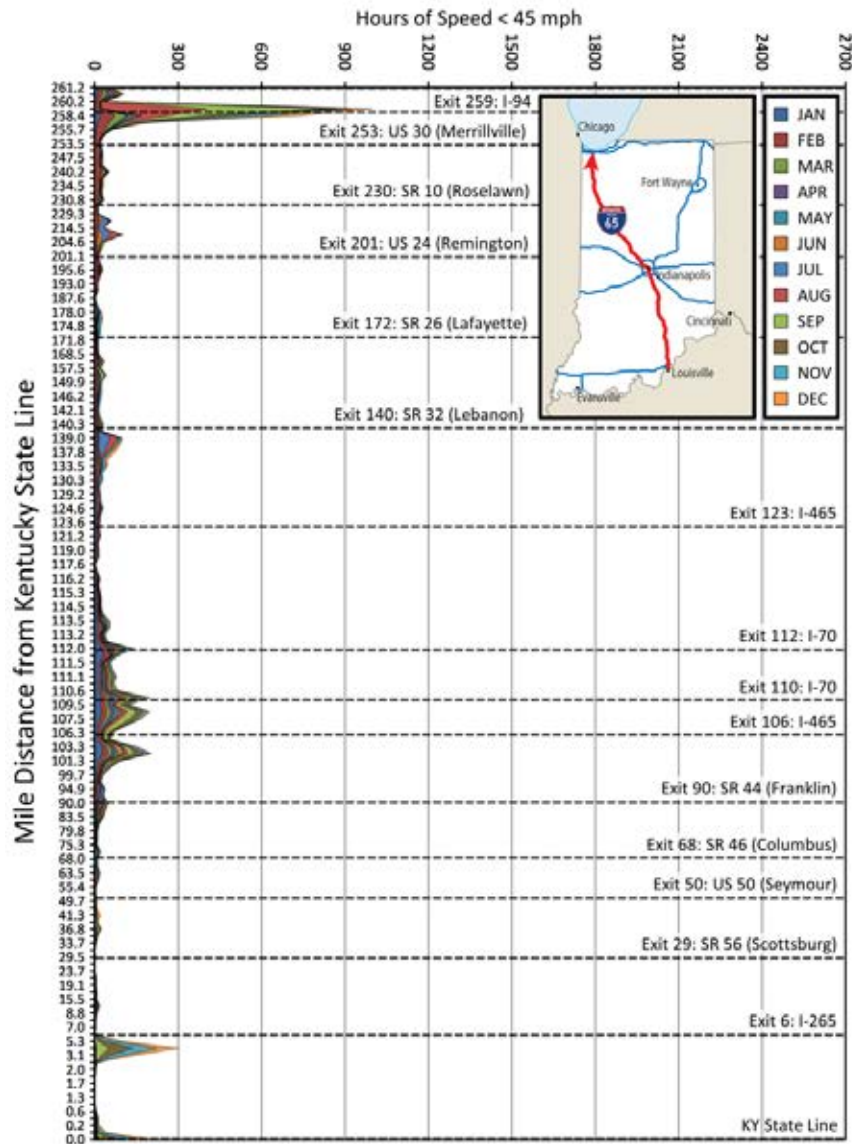 Hours of Speed < 45 mph
0 300 600 900 1200 1500 1800 2100 2400 2700
Mile Distance from Kentucky State Line
261.2
260.2
258.4
255.7
253.5
247.5
240.2
234.5
230.8
229.3
214.5
204.6
201.1
195.6
193.0
187.6
178.0
174.8
171.8
168.5
157.5
149.9
147.5
142.1
140.3
139.0
137.8
133.5
130.3
129.2
124.6
123.6
121.2
119.0
117.6
116.2
115.3
114.5
113.5
113.2
112.0
111.5
111.1
110.6
109.5
107.5
106.3
103.3
101.3
99.7
94.9
90.0
83.5
79.8
75.3
68.0
63.5
55.4
49.7
41.3
36.8
33.7
29.5
23.7
19.1
15.5
8.8
7.0
5.3
3.1
2.0
1.7
1.3
0.6
0.2
0.0
Exit 259: I-94
Exit 253: US 30 (Merrillville)
Exit 230: SR 10 (Roselawn)
Exit 201: US 24 (Remington)
Exit 172: SR 26 (Lafayette)
Exit 140: SR 32 (Lebanon)
Exit 123: I-465
Exit 112: I-70
Exit 110: I-70
Exit 106: I-465
Exit 90: SR 44 (Franklin)
Exit 68: SR 46 (Columbus)
Exit 50: US 50 (Seymour)
Exit 29: SR 56 (Scottsburg)
Exit 6: I-265
KY State Line
Chicago
Fort Wayne
65
Indianapolis
Cincinnati
Louisville
Evansville
JAN
FEB
MAR
APR
MAY
JUN
JUL
AUG
SEP
OCT
NOV
DEC